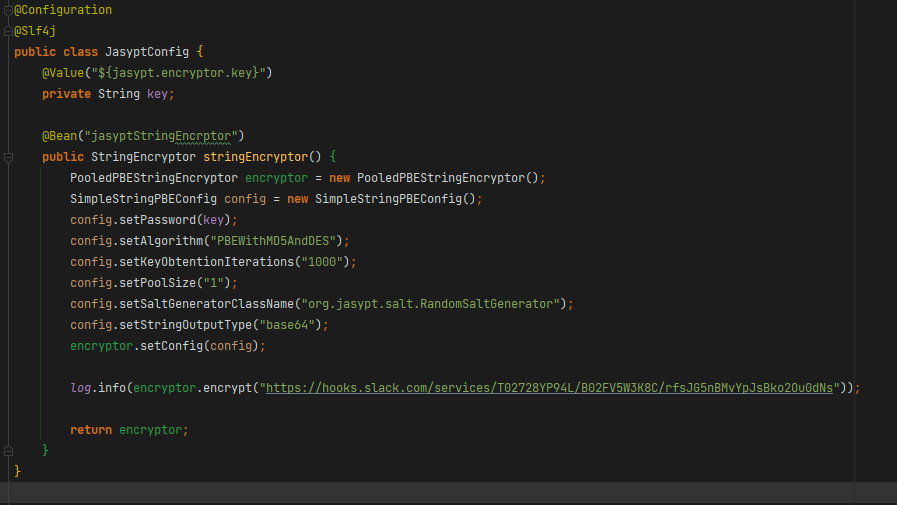 @Configuration
@Slf4j
public class JasyptConfig {
@Value("${jasypt.encryptor.key}")
private String key;
@Bean("jasyptStringEncrptor")
public StringEncryptor stringEncryptor() {
PooledPBEStringEncryptor encryptor = new PooledPBEStringEncryptor();
SimpleStringPBEConfig config = new SimpleStringPBEConfig();
config.setPassword(key);
config.setAlgorithm("PBEWithMD5AndDES");
config.setKeyObtentionIterations("1000");
config.setPoolSize("1");
config.setSaltGeneratorClassName("org.jasypt.salt.RandomSaltGenerator");
config.setStringOutputType("base64");
encryptor.setConfig(config);
log.info(encryptor.encrypt("https://hooks.slack.com/services/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"));
return encryptor;
}
}